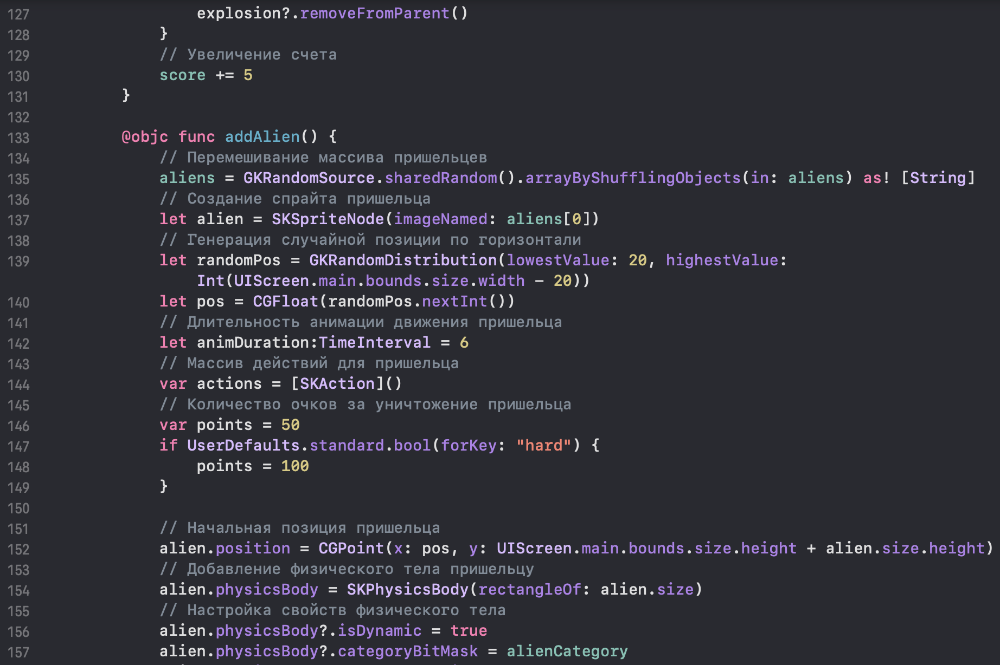 127 explosion?.removeFromParent()
128 }
129 // Увеличение счета
130 score += 5
131 }
132
133 @objc func addAlien() {
134 // Перемешивание массива пришельцев
135 aliens = GKRandomSource.sharedRandom().arrayByShufflingObjects(in: aliens) as! [String]
136 // Создание спрайта пришельца
137 let alien = SKSpriteNode(imageNamed: aliens[0])
138 // Генерация случайной позиции по горизонтали
139 let randomPos = GKRandomDistribution(lowestValue: 20, highestValue:
Int(UIScreen.main.bounds.size.width - 20))
140 let pos = CGFloat(randomPos.nextInt())
141 // Длительность анимации движения пришельца
142 let animDuration:TimeInterval = 6
143 // Массив действий для пришельца
144 var actions = [SKAction]()
145 // Количество очков за уничтожение пришельца
146 var points = 50
147 if UserDefaults.standard.bool(forKey: "hard") {
148 points = 100
149 }
150
151 // Начальная позиция пришельца
152 alien.position = CGPoint(x: pos, y: UIScreen.main.bounds.size.height + alien.size.height)
153 // Добавление физического тела пришельцу
154 alien.physicsBody = SKPhysicsBody(rectangleOf: alien.size)
155 // Настройка свойств физического тела
156 alien.physicsBody?.isDynamic = true
157 alien.physicsBody?.categoryBitMask = alienCategory